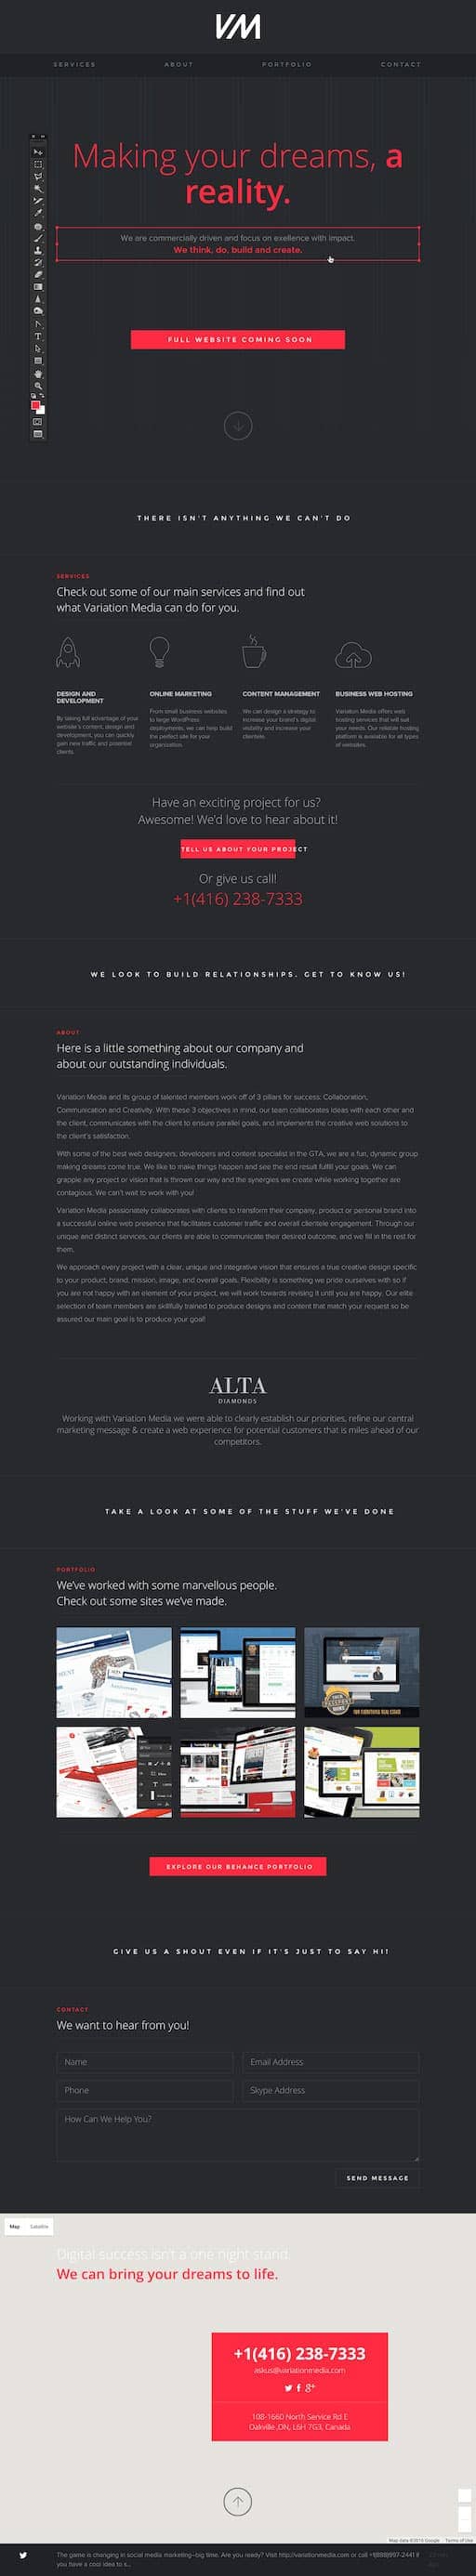 VM
SERVICES ABOUT PORTFOLIO CONTACT
Making your dreams, a
reality.
We are commercially driven and focus on exellence with impact.
We think, do, build and create.
FULL WEBSITE COMING SOON
THERE ISN'T ANYTHING WE CAN'T DO
SERVICES
Check out some of our main services and find out
what Variation Media can do for you.
DESIGN AND
DEVELOPMENT
By taking full advantage of your
website's content, design and
development, you can quickly
gain new traffic and potential
clients.
ONLINE MARKETING
From small business websites
to large WordPress
deployments, we can help build
the perfect site for your
organization.
CONTENT MANAGEMENT
We can design a strategy to
increase your brand's digital
visibility and increase your
clientele.
BUSINESS WEB HOSTING
Variation Media offers web
hosting services that will suit
your needs. Our reliable hosting
platform is available for all types
of websites.
Have an exciting project for us?
Awesome! We'd love to hear about it!
TELL US ABOUT YOUR PROJECT
Or give us call!
+1(416) 238-7333
WE LOOK TO BUILD RELATIONSHIPS. GET TO KNOW US!
ABOUT
Here is a little something about our company and
about our outstanding individuals.
Variation Media and its group of talented members work off of 3 pillars for success: Collaboration,
Communication and Creativity. With these 3 objectives in mind, our team collaborates ideas with each other and
the client, communicates with the client to ensure parallel goals, and implements the creative web solutions to
the client's satisfaction.
With some of the best web designers, developers and content specialist in the GTA, we are a fun, dynamic group
making dreams come true. We like to make things happen and see the end result fulfill your goals. We can
grapple any project or vision that is thrown our way and the synergies we create while working together are
contagious. We can't wait to work with you!
Variation Media passionately collaborates with clients to transform their company, product or personal brand into
a successful online web presence that facilitates customer traffic and overall clientele engagement. Through our
unique and distinct services, our clients are able to communicate their desired outcome, and we fill in the rest for
them.
We approach every project with a clear, unique and integrative vision that ensures a true creative design specific
to your product, brand, mission, image, and overall goals. Flexibility is something we pride ourselves with so if
you are not happy with an element of your project, we will work towards revising it until you are happy. Our elite
selection of team members are skillfully trained to produce designs and content that match your request so be
assured our main goal is to produce your goal!
ALTA
DIAMONDS
Working with Variation Media we were able to clearly establish our priorities, refine our central
marketing message & create a web experience for potential customers that is miles ahead of our
competitors.
TAKE A LOOK AT SOME OF THE STUFF WE'VE DONE
PORTFOLIO
We've worked with some marvellous people.
Check out some sites we've made.
EXPLORE OUR BEHANCE PORTFOLIO
GIVE US A SHOUT EVEN IF IT'S JUST TO SAY HI!
CONTACT
We want to hear from you!
Name
Email Address
Phone
Skype Address
How Can We Help You?
SEND MESSAGE
Map Satellite
Digital success isn't a one night stand.
We can bring your dreams to life.
+1(416) 238-7333
askus@variationmedia.com
108-1660 North Service Rd E
Oakville ,ON, L6H 7G3, Canada
Map data ©2016 Google Terms of Use
The game is changing in social media marketing–big time. Are you ready? Visit http://variationmedia.com or call +1(888)997-2441 if
you have a cool idea to s...